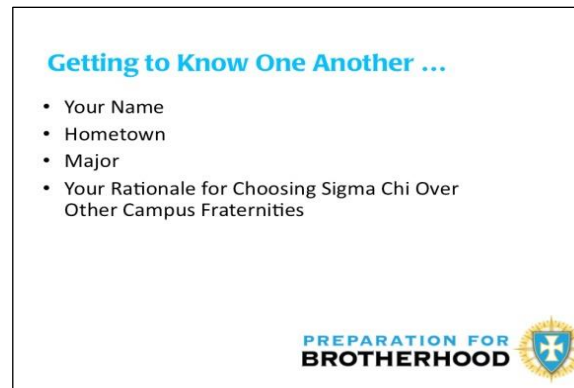 Getting to Know One Another …
• Your Name
• Hometown
• Major
• Your Rationale for Choosing Sigma Chi Over
Other Campus Fraternities
PREPARATION FOR
BROTHERHOOD